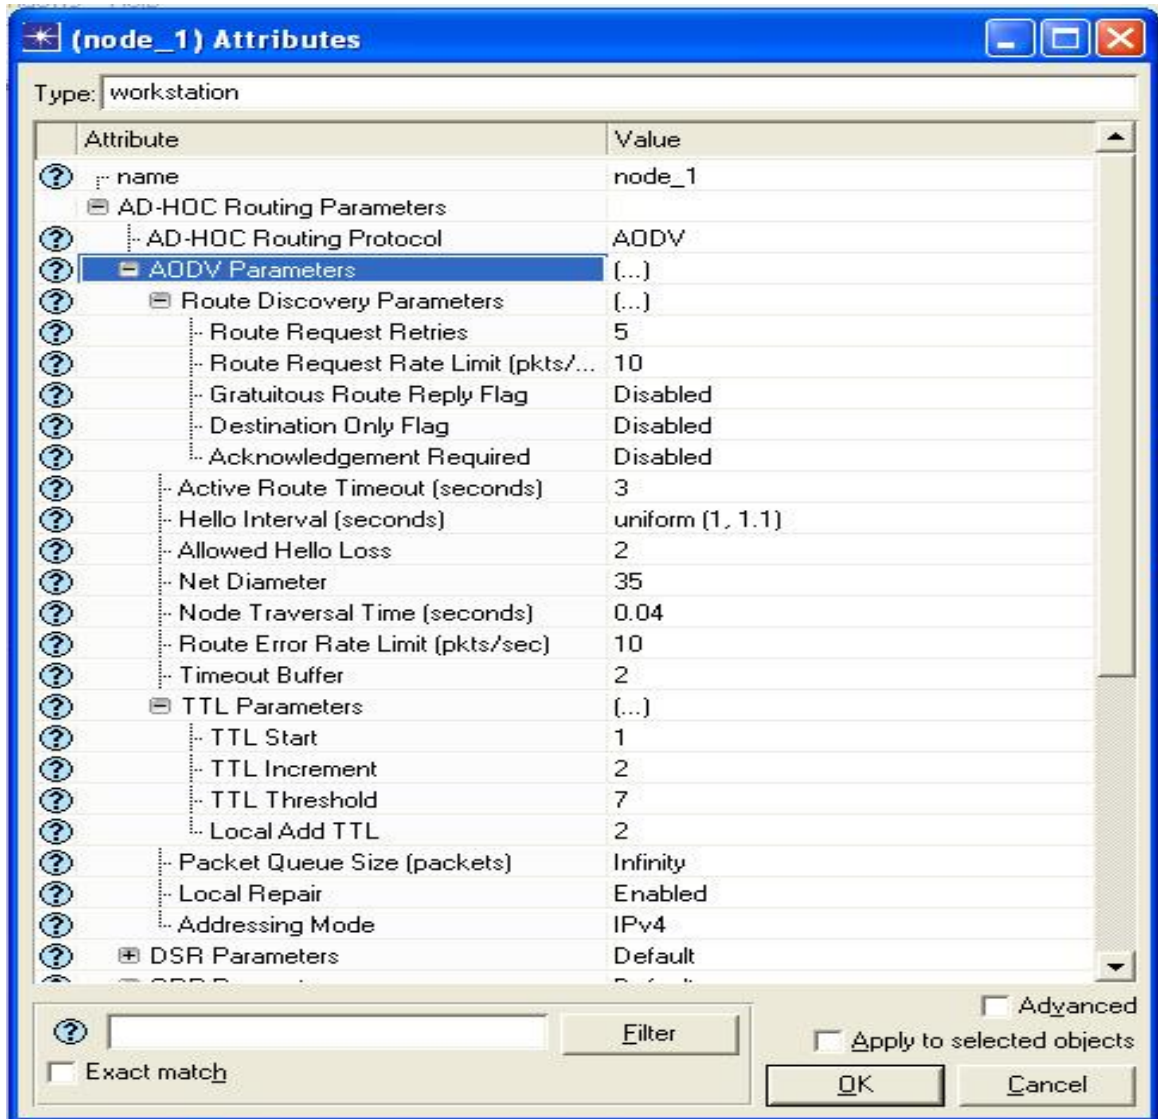 (node_1) Attributes
Type: workstation
Attribute Value
name node_1
AD-HOC Routing Parameters
AD-HOC Routing Protocol AODV
AODV Parameters (...)
Route Discovery Parameters (...)
Route Request Retries 5
Route Request Rate Limit (pkts/... 10
Gratuitous Route Reply Flag Disabled
Destination Only Flag Disabled
Acknowledgement Required Disabled
Active Route Timeout (seconds) 3
Hello Interval (seconds) uniform (1, 1.1)
Allowed Hello Loss 2
Net Diameter 35
Node Traversal Time (seconds) 0.04
Route Error Rate Limit (pkts/sec) 10
Timeout Buffer 2
TTL Parameters (...)
TTL Start 1
TTL Increment 2
TTL Threshold 7
Local Add TTL 2
Packet Queue Size (packets) Infinity
Local Repair Enabled
Addressing Mode IPv4
DSR Parameters Default
Advanced
Filter
Apply to selected objects
Exact match
OK
Cancel